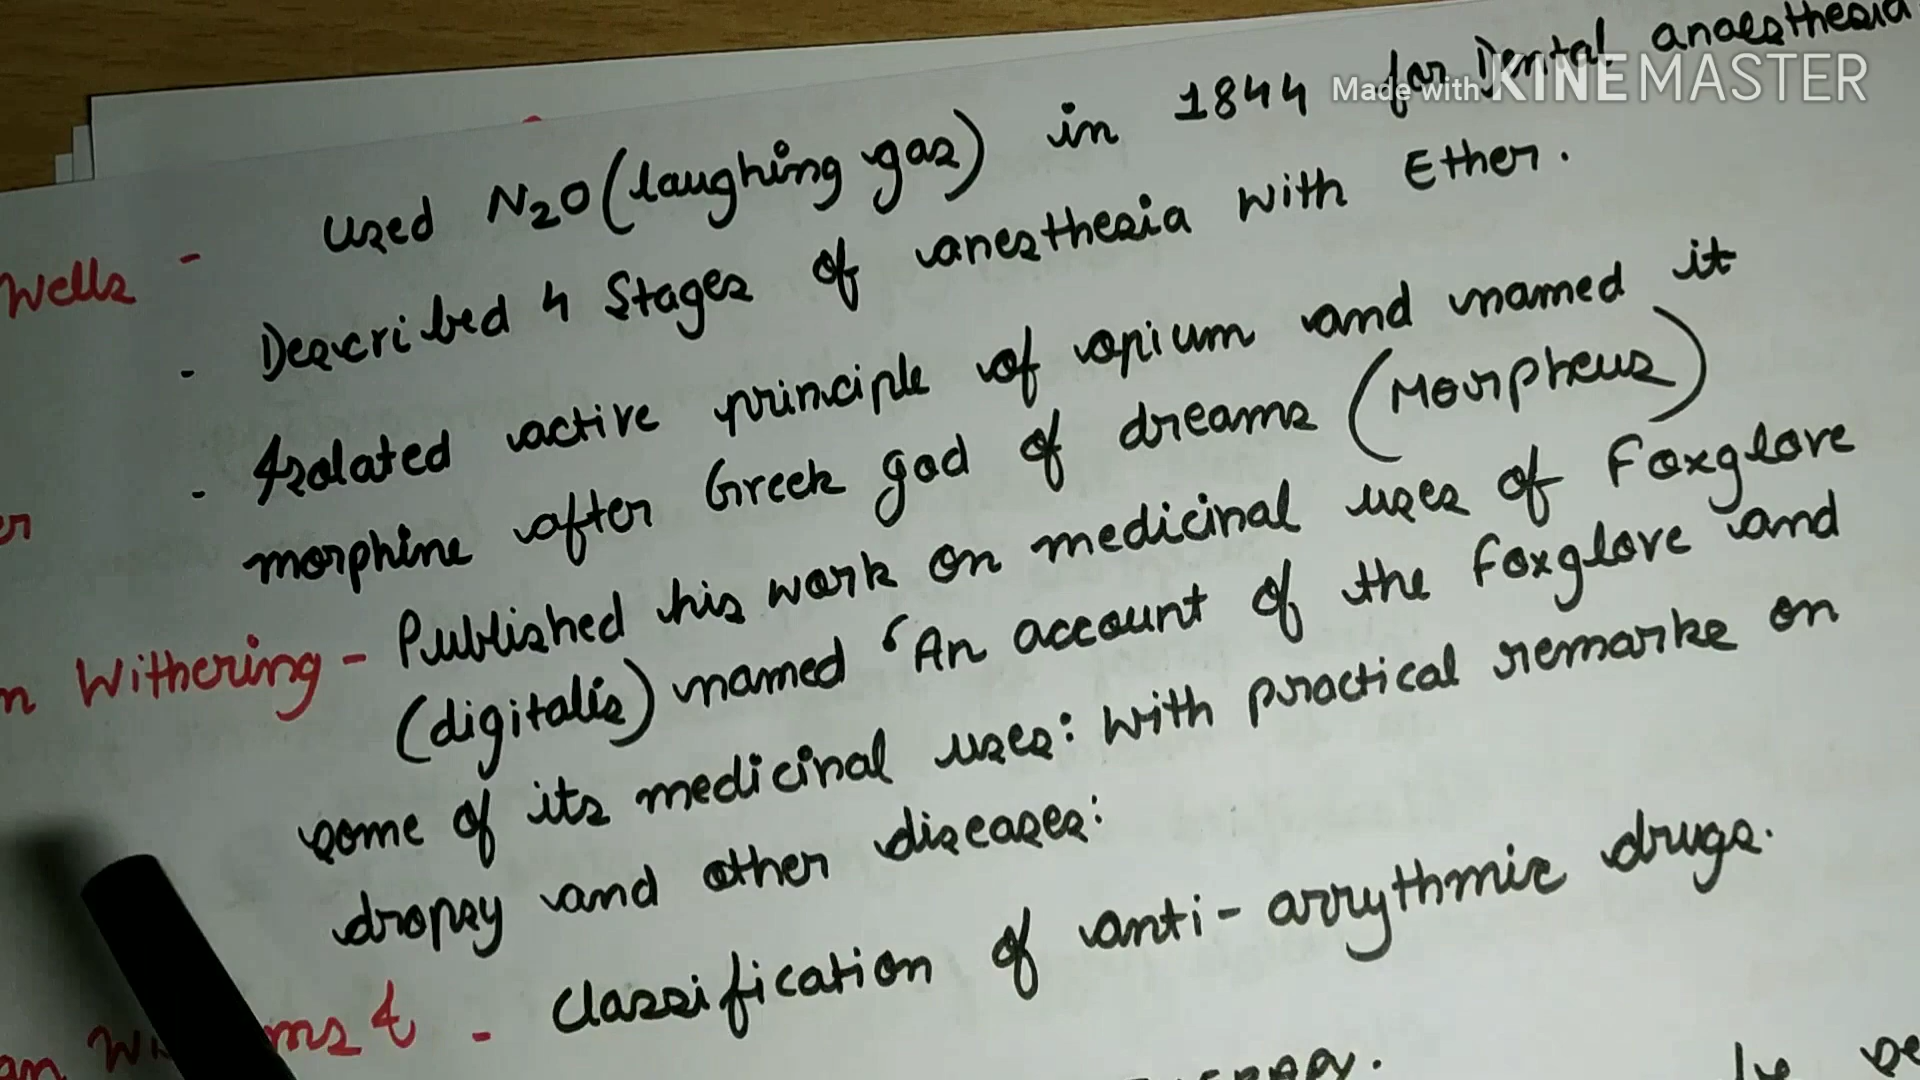 Made with KINEMASTER
Wells - Used N2O (laughing gas) in 1844 for Dental anaesthesia
- Described 4 Stages of anesthesia with Ether.
- Isolated active principle of opium and named it
er morphine after Greek god of dreams (Morpheus)
n Withering - Published his work on medicinal uses of Foxglove
(digitalis) named 'An account of the foxglove and
some of its medicinal uses: With practical remarks on
dropsy and other diseases:
ms & - Classification of anti-arrythmic drugs.